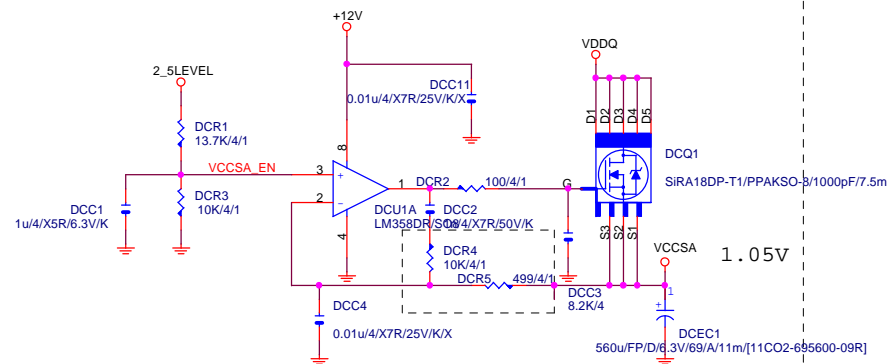 +12V
2_5LEVEL
VDDQ
DCC11
0.01u/4/X7R/25V/K/X
D1
D2
D3
D4
D5
DCR1
13.7K/4/1
8
VCCSA_EN
3
+
1
DCR2
100/4/1
G
DCQ1
SiRA18DP-T1/PPAKSO-8/1000pF/7.5m
2
-
DCR3
10K/4/1
DCC1
1u/4/X5R/6.3V/K
4
DCU1A
LM358DR/SO8
DCC2
1n/4/X7R/50V/K
S3
S2
S1
VCCSA
1.05V
DCR4
10K/4/1
DCR5
499/4/1
DCC3
8.2K/4
DCC4
0.01u/4/X7R/25V/K/X
+
1
DCEC1
560u/FP/D/6.3V/69/A/11m/[11CO2-695600-09R]